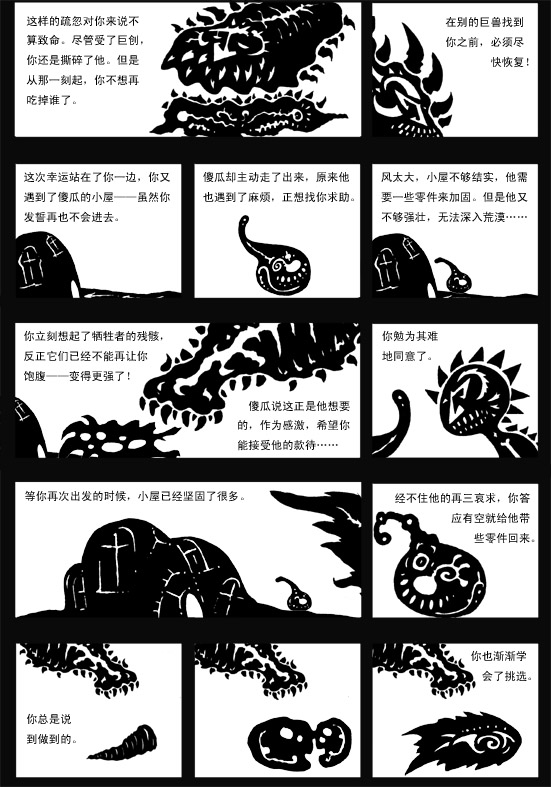 这样的疏忽对你来说不
算致命。尽管受了巨创，
你还是撕碎了他。但是
从那一刻起，你不想再
吃掉谁了。
在别的巨兽找到
你之前，必须尽
快恢复！
这次幸运站在了你一边，你又
遇到了傻瓜的小屋——虽然你
发誓再也不会进去。
傻瓜却主动走了出来，原来他
也遇到了麻烦，正想找你求助。
风太大，小屋不够结实，他需
要一些零件来加固。但是他又
不够强壮，无法深入荒漠……
你立刻想起了牺牲者的残骸，
反正它们已经不能再让你
饱腹——变得更强了！
傻瓜说这正是他想要
的，作为感激，希望你
能接受他的款待……
你勉为其难
地同意了。
等你再次出发的时候，小屋已经坚固了很多。
经不住他的再三哀求，你答
应有空就给他带
些零件回来。
你总是说
到做到的。
你也渐渐学
会了挑选。